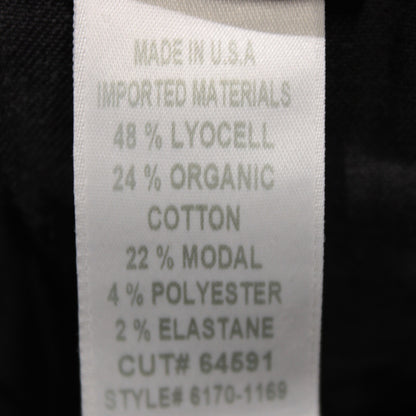 MADE IN U.S.A
IMPORTED MATERIALS
48 % LYOCELL
24 % ORGANIC
COTTON
22 % MODAL
4 % POLYESTER
2 % ELASTANE
CUT# 64591
STYLE# 6170-1169